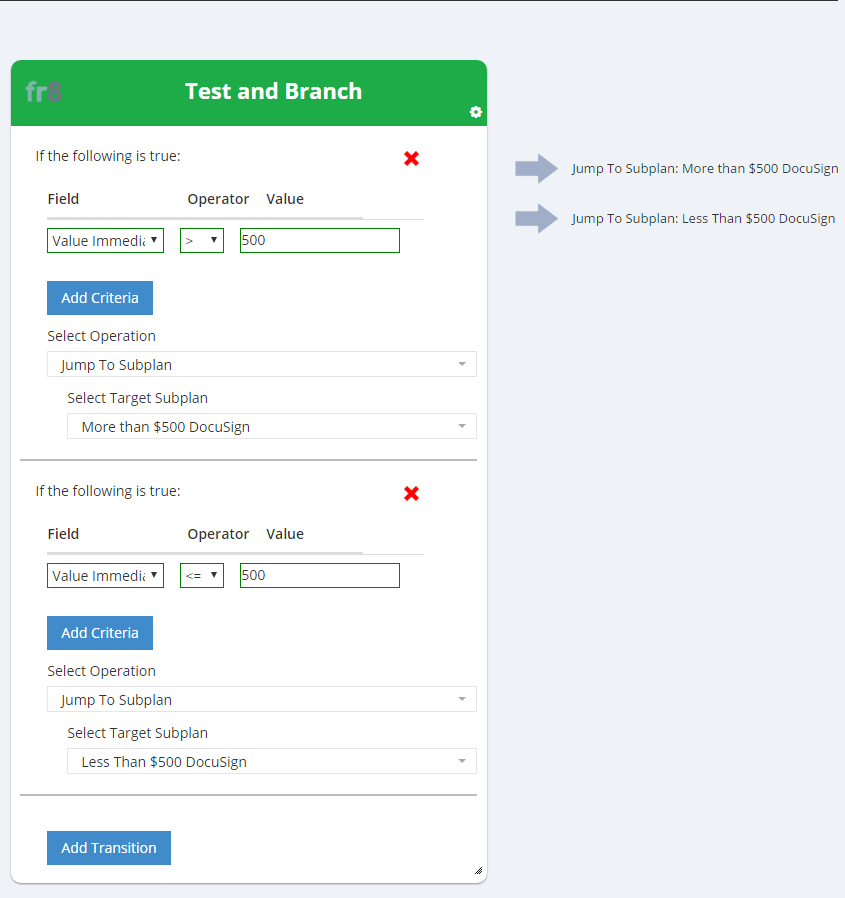 fr8
Test and Branch
If the following is true:
Field Operator Value
Value Immedia > 500
Add Criteria
Select Operation
Jump To Subplan
Select Target Subplan
More than $500 DocuSign
If the following is true:
Field Operator Value
Value Immedia <= 500
Add Criteria
Select Operation
Jump To Subplan
Select Target Subplan
Less Than $500 DocuSign
Add Transition
Jump To Subplan: More than $500 DocuSign
Jump To Subplan: Less Than $500 DocuSign